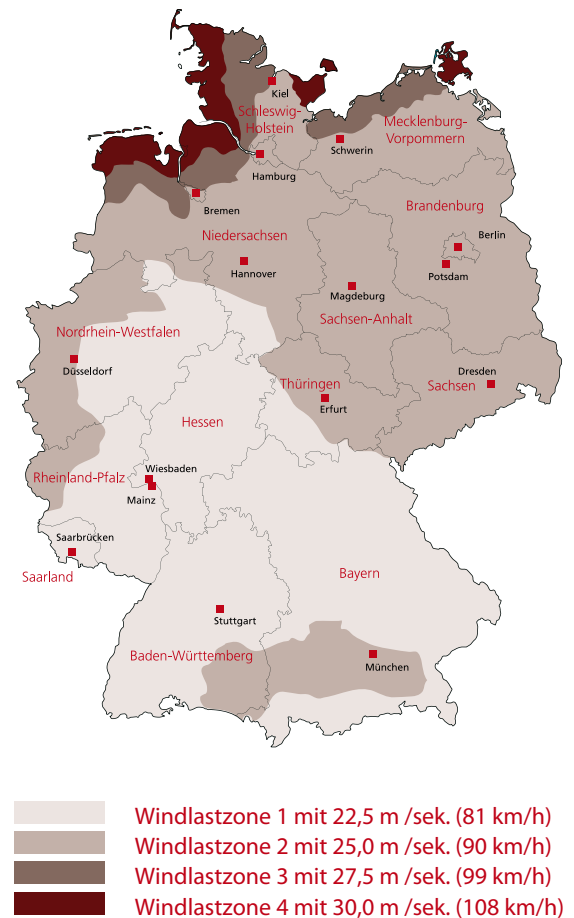 Kiel
Schleswig-
Holstein
Mecklenburg-
Vorpommern
Schwerin
Hamburg
Bremen
Brandenburg
Niedersachsen
Berlin
Hannover
Potsdam
Magdeburg
Sachsen-Anhalt
Nordrhein-Westfalen
Düsseldorf
Dresden
Thüringen
Sachsen
Erfurt
Hessen
Wiesbaden
Rheinland-Pfalz
Mainz
Saarbrücken
Saarland
Bayern
Stuttgart
Baden-Württemberg
München
Windlastzone 1 mit 22,5 m /sek. (81 km/h)
Windlastzone 2 mit 25,0 m /sek. (90 km/h)
Windlastzone 3 mit 27,5 m /sek. (99 km/h)
Windlastzone 4 mit 30,0 m /sek. (108 km/h)